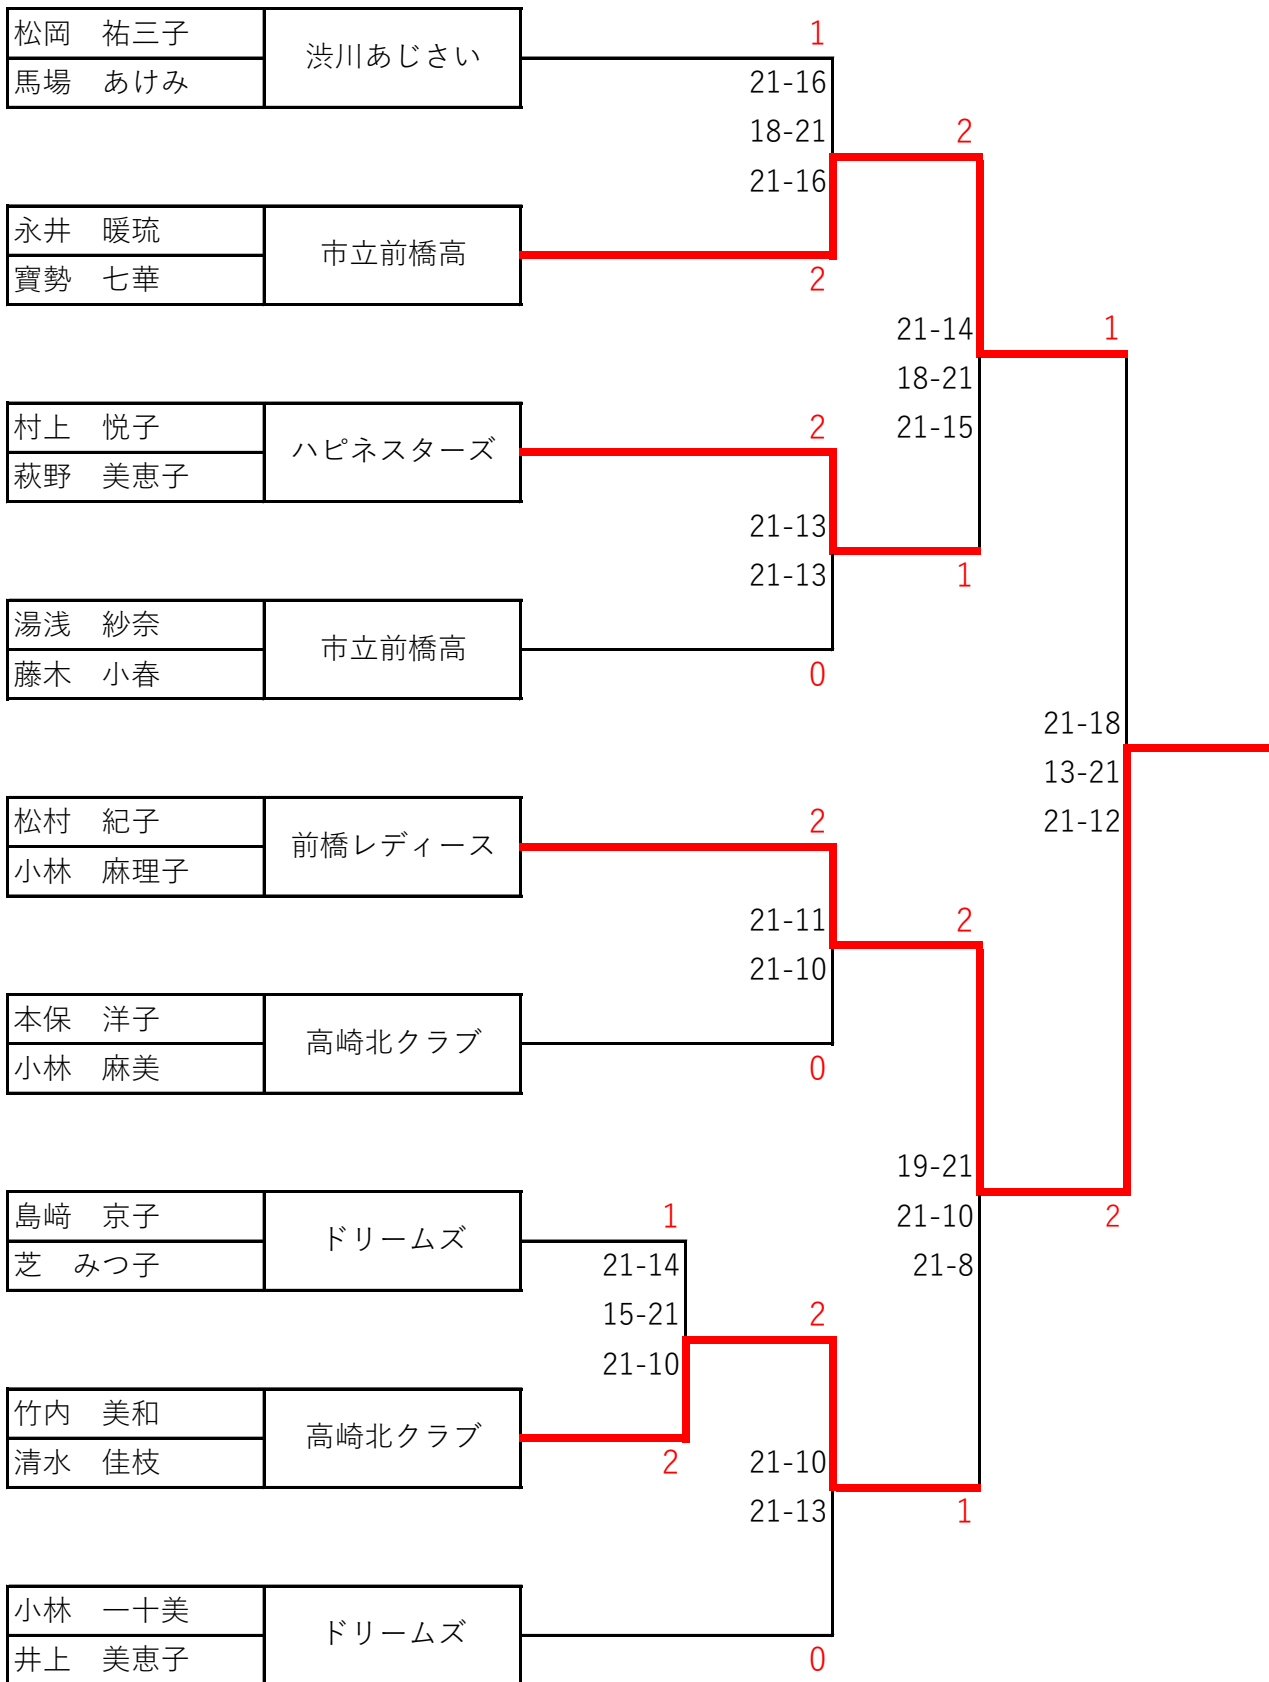 松岡　祐三子
馬場　あけみ
渋川あじさい
1
21-16
18-21
21-16
2
永井　暖琉
寶勢　七華
市立前橋高
2
21-14
18-21
21-15
1
村上　悦子
萩野　美恵子
ハピネスターズ
2
21-13
21-13
1
湯浅　紗奈
藤木　小春
市立前橋高
0
21-18
13-21
21-12
松村　紀子
小林　麻理子
前橋レディース
2
21-11
21-10
2
本保　洋子
小林　麻美
高崎北クラブ
0
19-21
21-10
21-8
2
島﨑　京子
芝　みつ子
ドリームズ
1
21-14
15-21
21-10
2
竹内　美和
清水　佳枝
高崎北クラブ
2
21-10
21-13
1
小林　一十美
井上　美恵子
ドリームズ
0